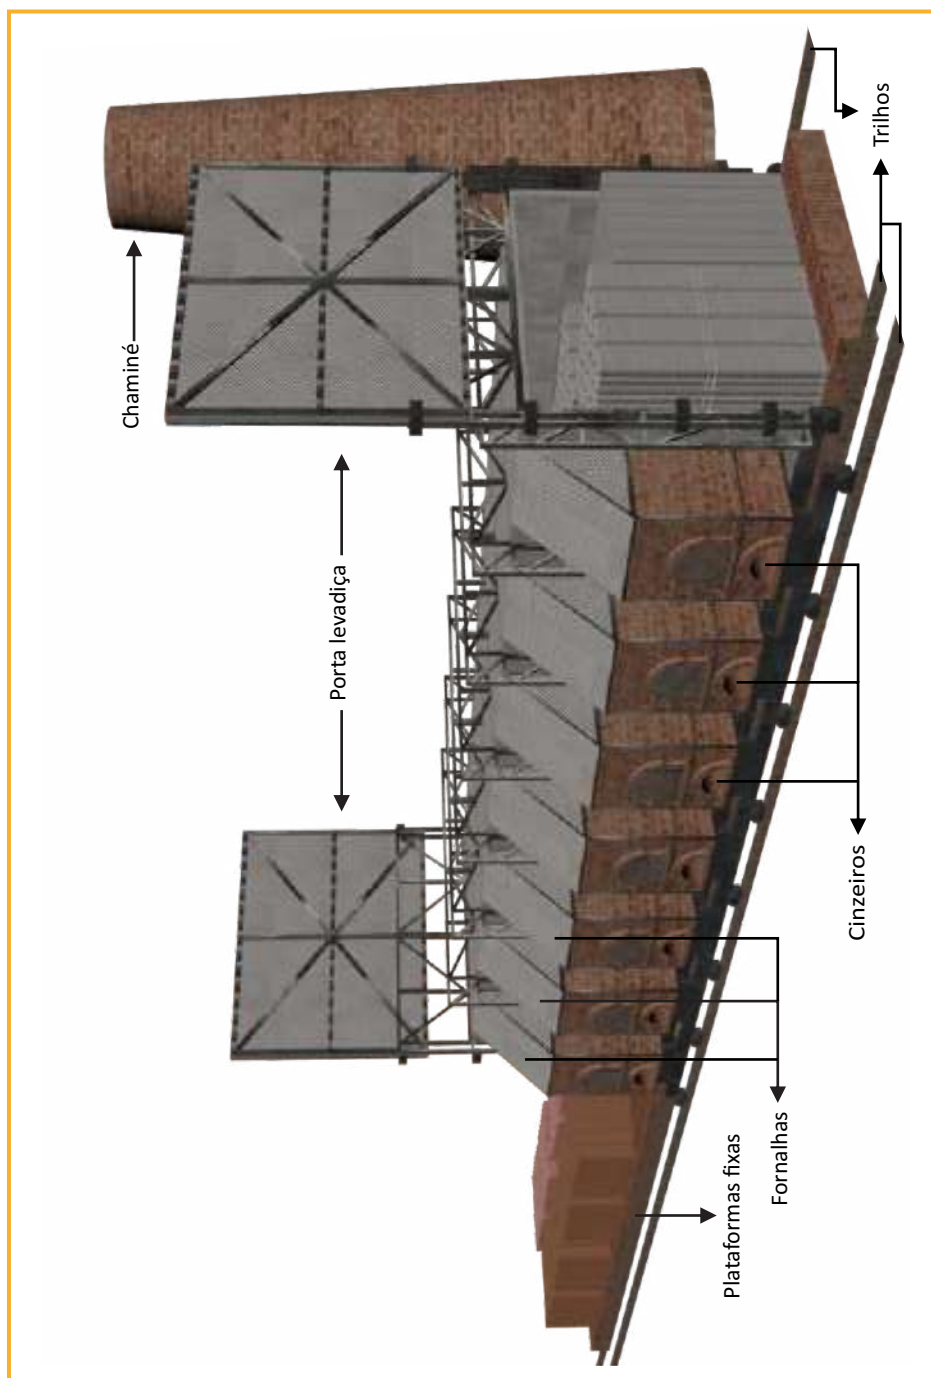 Chaminé
Porta levadiça
Trilhos
Cinzeiros
Fornalhas
Plataformas fixas